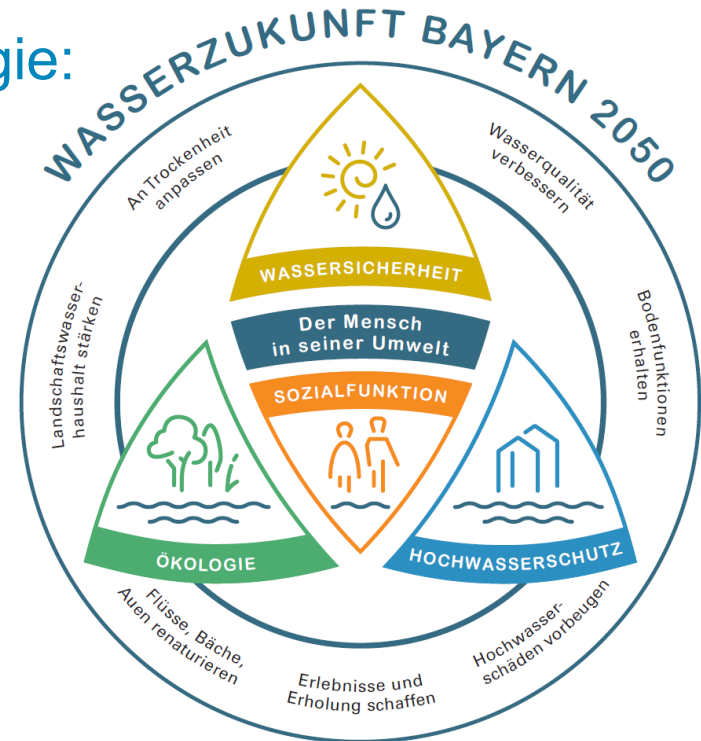 gie:
WASSERZUKUNFT BAYERN 2050
An Trockenheit
anpassen
Wasserqualität
verbessern
WASSERSICHERHEIT
Der Mensch
in seiner Umwelt
SOZIALFUNKTION
Landschaftswasser-
haushalt stärken
Bodenfunktionen
erhalten
ÖKOLOGIE
HOCHWASSERSCHUTZ
Flüsse, Bäche,
Auen renaturieren
Erlebnisse und
Erholung schaffen
Hochwasser-
schäden vorbeugen